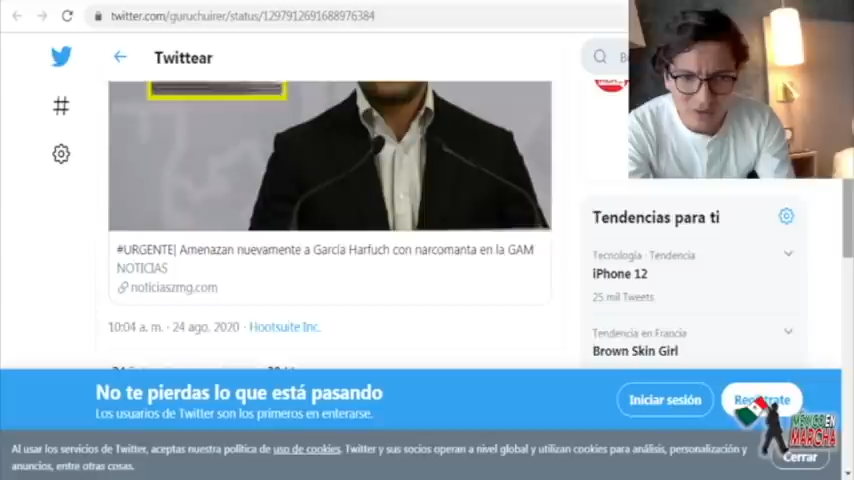 twitter.com/guruchuirer/status/1297912691688976384
Twittear
#URGENTE| Amenazan nuevamente a García Harfuch con narcomanta en la GAM
NOTICIAS
noticiaszmg.com
10:04 a. m. · 24 ago. 2020 · Hootsuite Inc.
Tendencias para ti
Tecnología · Tendencia
iPhone 12
25 mil Tweets
Tendencia en Francia
Brown Skin Girl
No te pierdas lo que está pasando
Los usuarios de Twitter son los primeros en enterarse.
Iniciar sesión
Regístrate
MÉXICO EN
MARCHA
Al usar los servicios de Twitter, aceptas nuestra política de uso de cookies. Twitter y sus socios operan a nivel global y utilizan cookies para análisis, personalización y
anuncios, entre otras cosas.
Cerrar